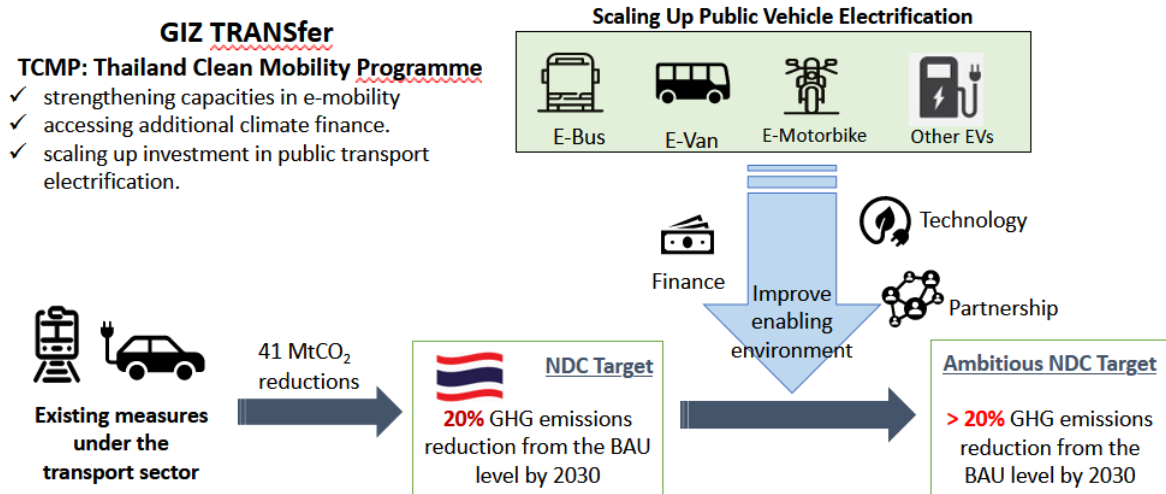 GIZ TRANSfer
TCMP: Thailand Clean Mobility Programme
✓ strengthening capacities in e-mobility
✓ accessing additional climate finance.
✓ scaling up investment in public transport
electrification.
Scaling Up Public Vehicle Electrification
E-Bus
E-Van
E-Motorbike
Other EVs
Finance
Technology
Partnership
Improve
enabling
environment
Existing measures
under the
transport sector
41 MtCO₂
reductions
NDC Target
20% GHG emissions
reduction from the BAU
level by 2030
Ambitious NDC Target
> 20% GHG emissions
reduction from the
BAU level by 2030